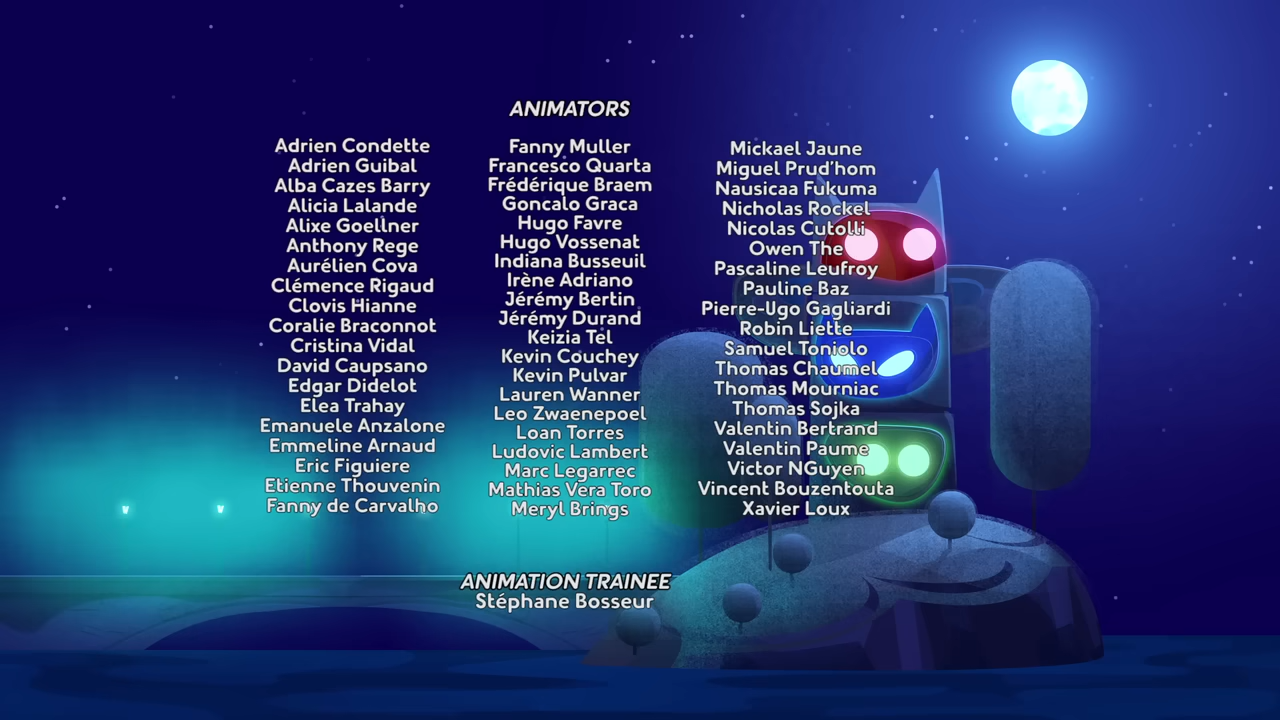 ANIMATORS
Adrien Condette
Adrien Guibal
Alba Cazes Barry
Alicia Lalande
Alixe Goellner
Anthony Rege
Aurélien Cova
Clémence Rigaud
Clovis Hianne
Coralie Braconnot
Cristina Vidal
David Caupsano
Edgar Didelot
Elea Trahay
Emanuele Anzalone
Emmeline Arnaud
Eric Figuiere
Etienne Thouvenin
Fanny de Carvalho
Fanny Muller
Francesco Quarta
Frédérique Braem
Goncalo Graca
Hugo Favre
Hugo Vossenat
Indiana Busseuil
Irène Adriano
Jérémy Bertin
Jérémy Durand
Keizia Tel
Kevin Couchey
Kevin Pulvar
Lauren Wanner
Leo Zwaenepoel
Loan Torres
Ludovic Lambert
Marc Legarrec
Mathias Vera Toro
Meryl Brings
Mickael Jaune
Miguel Prud'hom
Nausicaa Fukuma
Nicholas Rockel
Nicolas Cutolli
Owen The
Pascaline Leufroy
Pauline Baz
Pierre-Ugo Gagliardi
Robin Liette
Samuel Toniolo
Thomas Chaumel
Thomas Mourniac
Thomas Sojka
Valentin Bertrand
Valentin Paume
Victor NGuyen
Vincent Bouzentouta
Xavier Loux
ANIMATION TRAINEE
Stéphane Bosseur